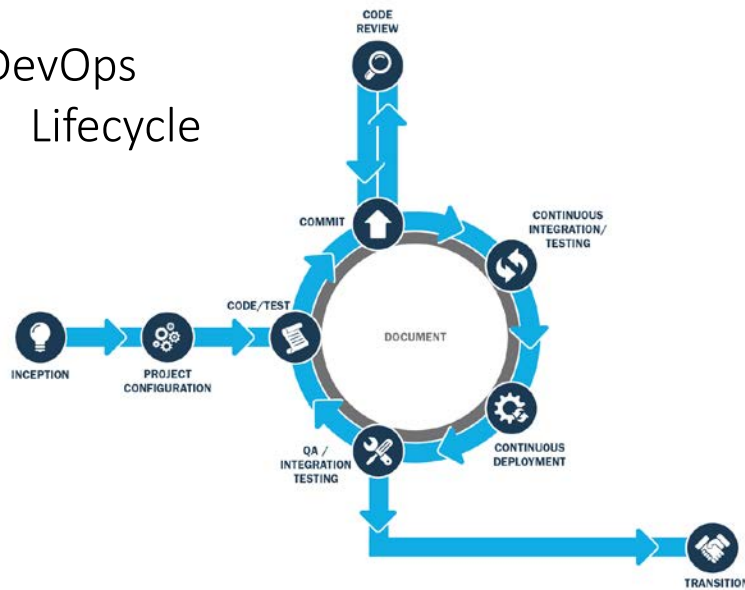 DevOps
Lifecycle
CODE
REVIEW
COMMIT
CONTINUOUS
INTEGRATION/
TESTING
CODE/TEST
DOCUMENT
INCEPTION
PROJECT
CONFIGURATION
QA /
INTEGRATION
TESTING
CONTINUOUS
DEPLOYMENT
TRANSITION